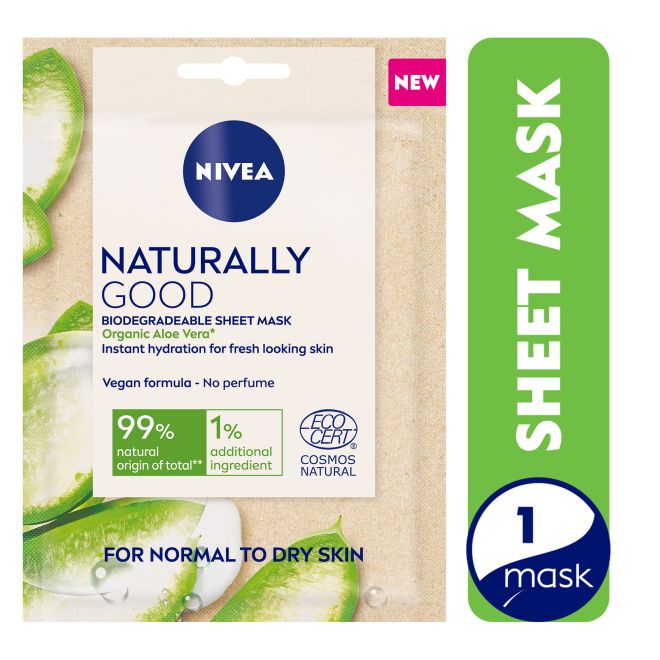 NEW
NIVEA
NATURALLY
GOOD
BIODEGRADEABLE SHEET MASK
Organic Aloe Vera*
Instant hydration for fresh looking skin
Vegan formula - No perfume
99%
natural
origin of total**
1%
additional
ingredient
ECO
CERT®
COSMOS
NATURAL
FOR NORMAL TO DRY SKIN
SHEET MASK
1
mask